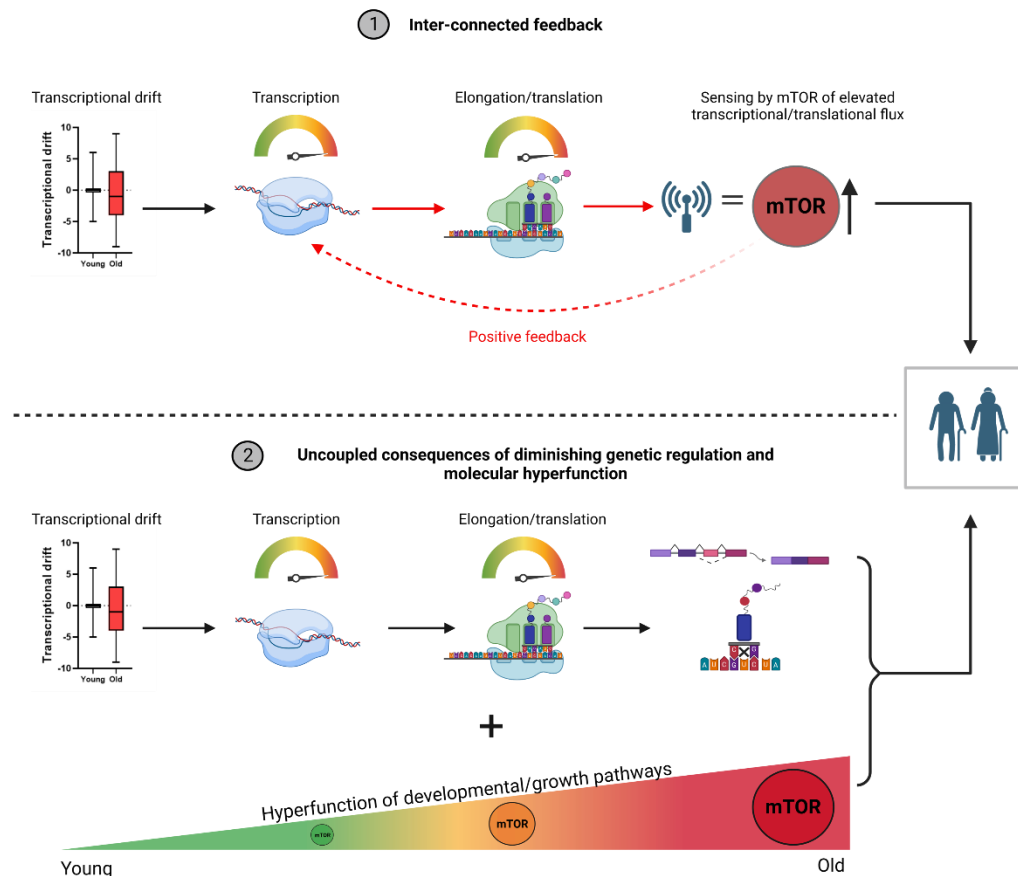 1 Inter-connected feedback
Transcriptional drift
Transcription
Elongation/translation
Sensing by mTOR of elevated
transcriptional/translational flux
Transcriptional drift
10
5
0
-5
-10
Young Old
mTOR
Positive feedback
2 Uncoupled consequences of diminishing genetic regulation and
molecular hyperfunction
Transcriptional drift
Transcription
Elongation/translation
Transcriptional drift
10
5
0
-5
-10
Young Old
C G
A U C G U C U A
+
Hyperfunction of developmental/growth pathways
mTOR
mTOR
mTOR
Young
Old